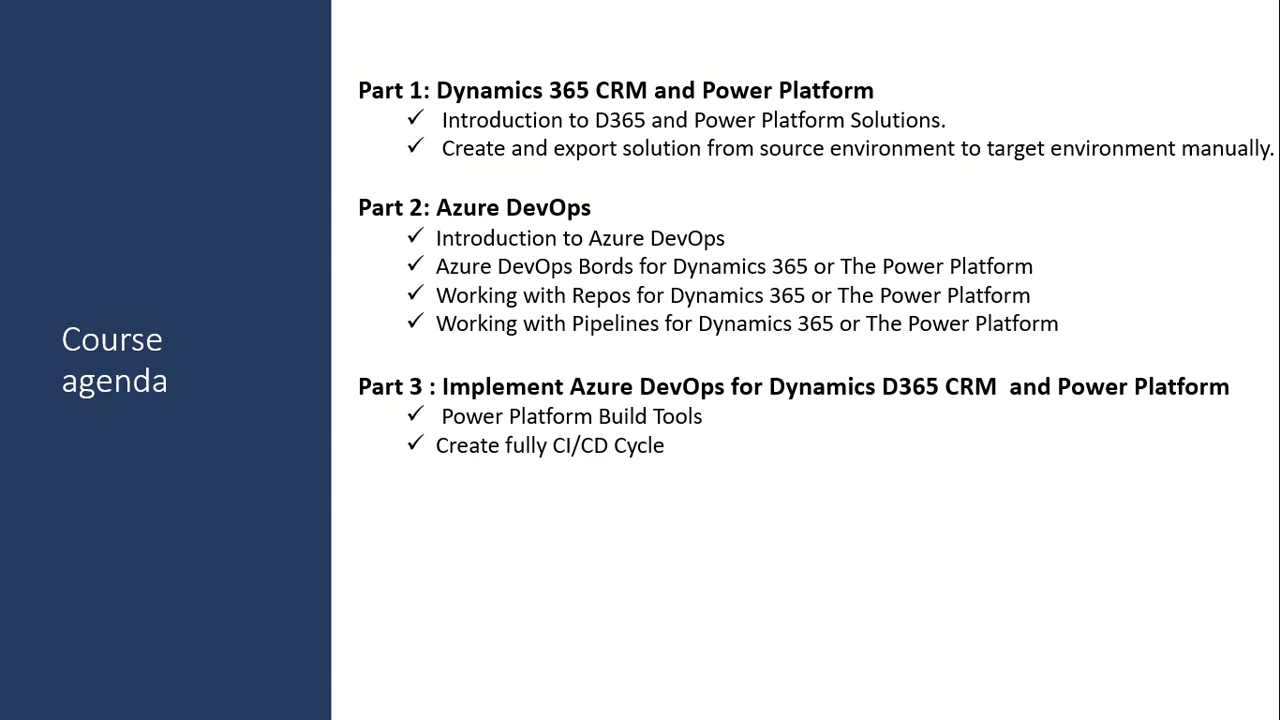 Course
agenda
Part 1: Dynamics 365 CRM and Power Platform
✓ Introduction to D365 and Power Platform Solutions.
✓ Create and export solution from source environment to target environment manually.
Part 2: Azure DevOps
✓ Introduction to Azure DevOps
✓ Azure DevOps Bords for Dynamics 365 or The Power Platform
✓ Working with Repos for Dynamics 365 or The Power Platform
✓ Working with Pipelines for Dynamics 365 or The Power Platform
Part 3 : Implement Azure DevOps for Dynamics D365 CRM  and Power Platform
✓ Power Platform Build Tools
✓ Create fully CI/CD Cycle